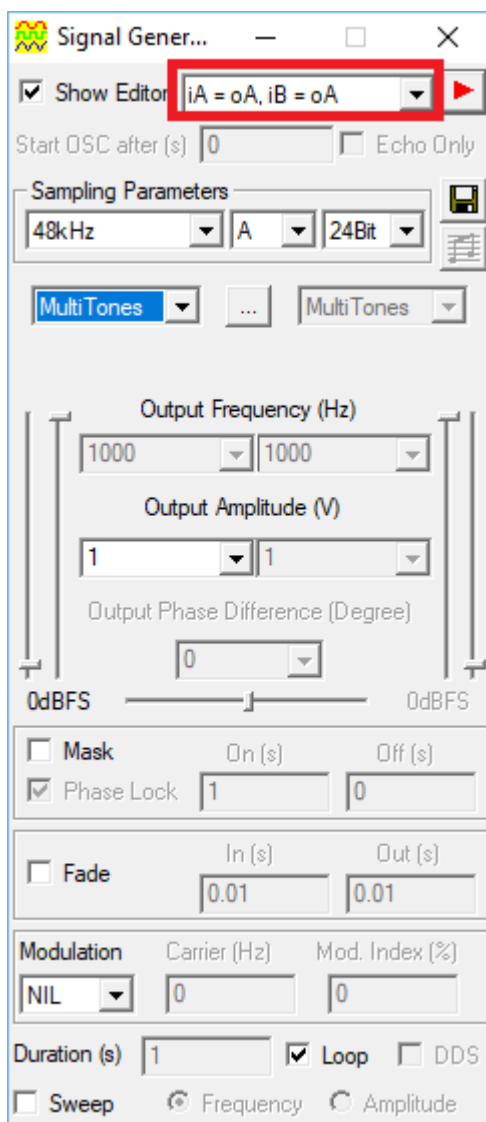 Signal Gener...
Show Editor iA = oA, iB = oA
Start OSC after (s) 0 Echo Only
Sampling Parameters
48kHz A 24Bit
MultiTones ... MultiTones
Output Frequency (Hz)
1000 1000
Output Amplitude (V)
1 1
Output Phase Difference (Degree)
0
0dBFS 0dBFS
Mask On (s) Off (s)
Phase Lock 1 0
In (s) Out (s)
Fade 0.01 0.01
Modulation Carrier (Hz) Mod. Index (%)
NIL 0 0
Duration (s) 1 Loop DDS
Sweep Frequency Amplitude